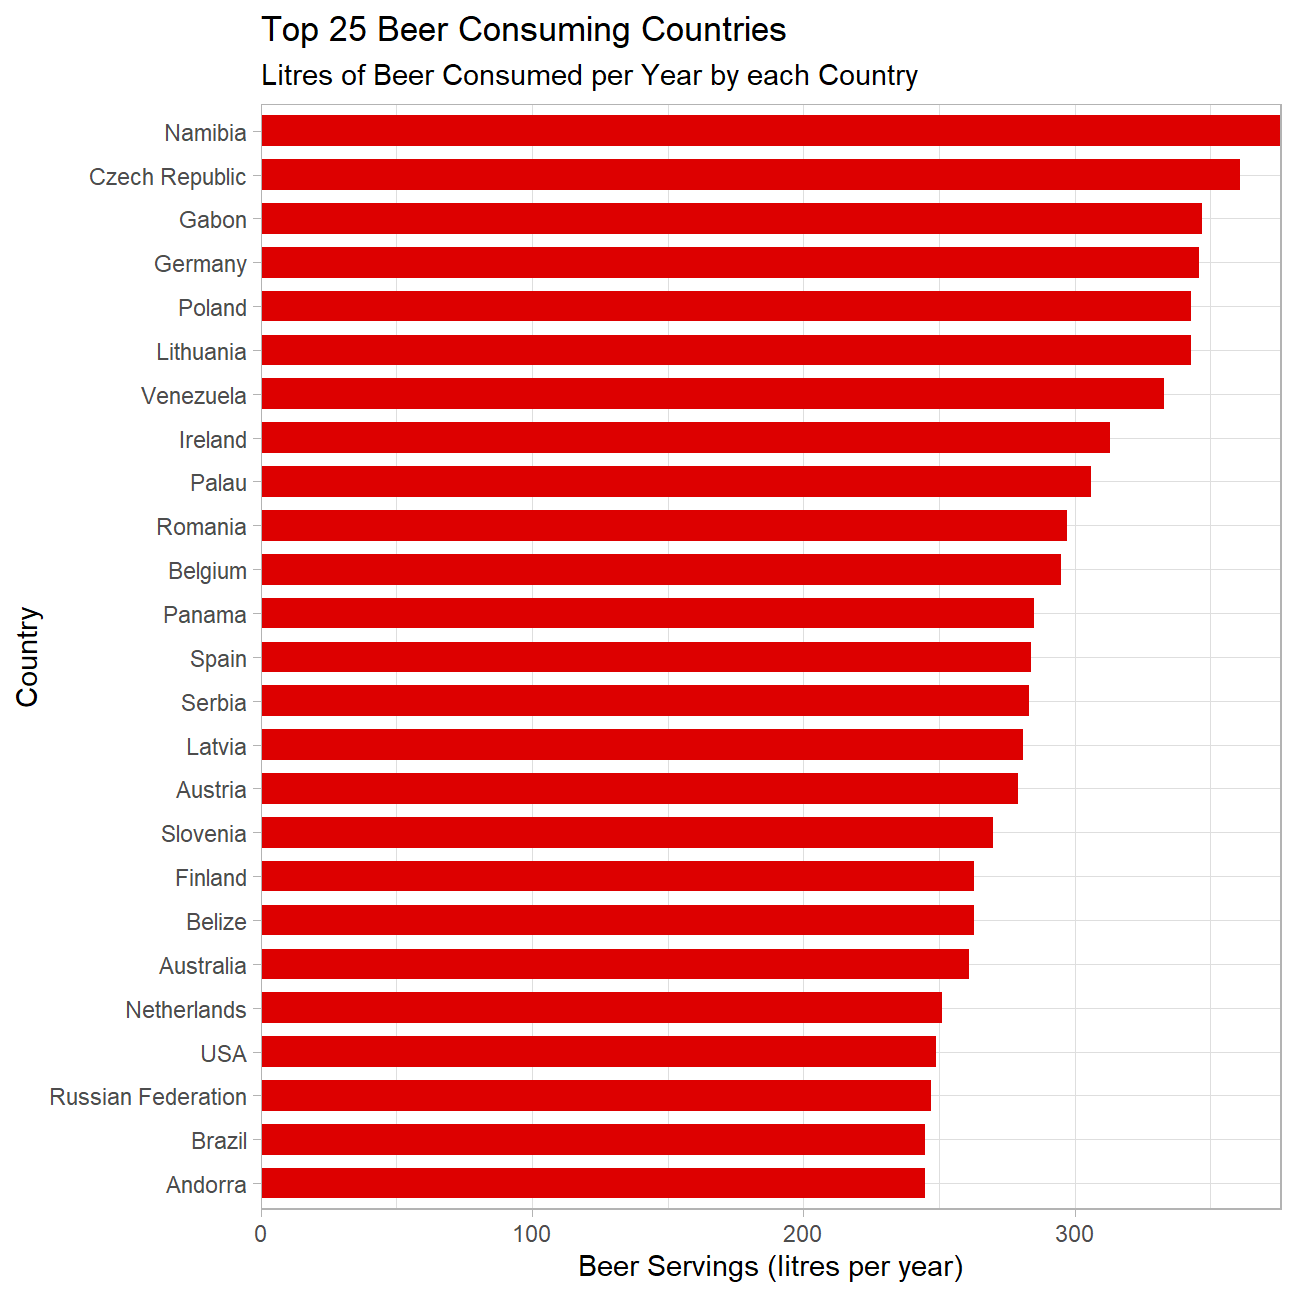 Top 25 Beer Consuming Countries
Litres of Beer Consumed per Year by each Country
Country
Namibia
Czech Republic
Gabon
Germany
Poland
Lithuania
Venezuela
Ireland
Palau
Romania
Belgium
Panama
Spain
Serbia
Latvia
Austria
Slovenia
Finland
Belize
Australia
Netherlands
USA
Russian Federation
Brazil
Andorra
0 100 200 300
Beer Servings (litres per year)